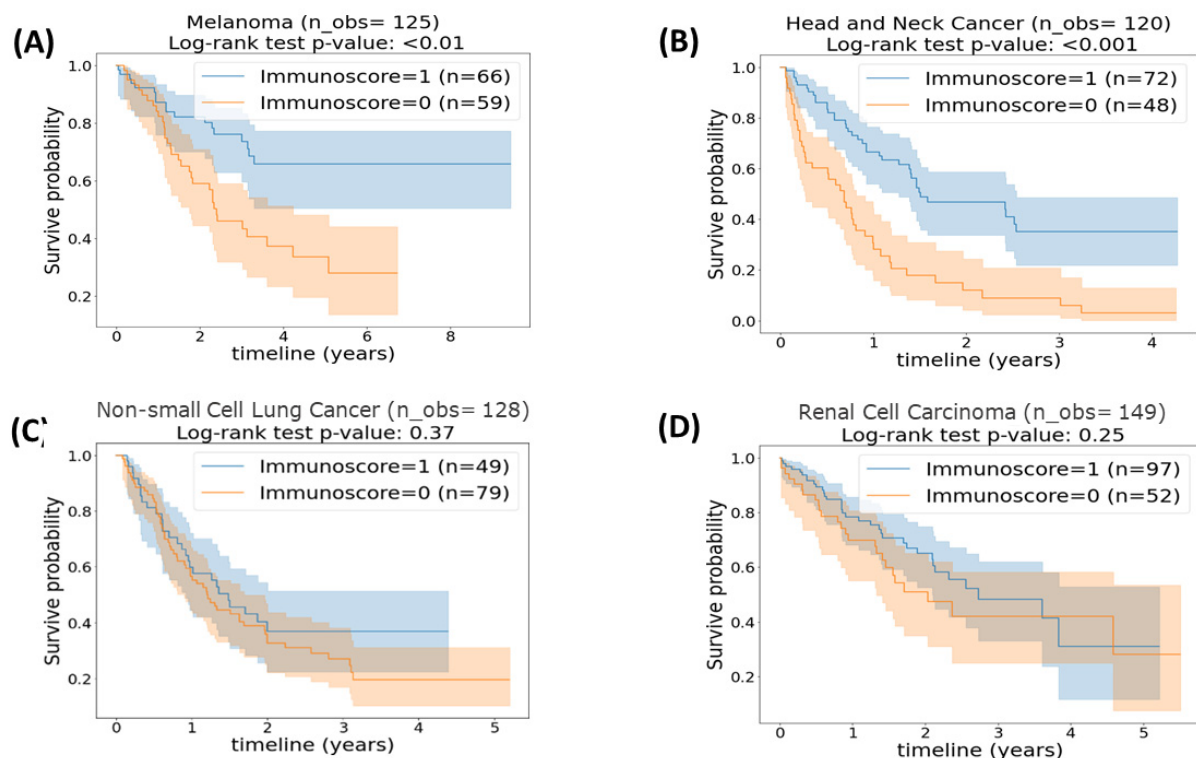 (A)
Melanoma (n_obs= 125)
Log-rank test p-value: <0.01
Immunoscore=1 (n=66)
Immunoscore=0 (n=59)
Survive probability
1.0
0.8
0.6
0.4
0.2
0
2
4
6
8
timeline (years)
(B)
Head and Neck Cancer (n_obs= 120)
Log-rank test p-value: <0.001
Immunoscore=1 (n=72)
Immunoscore=0 (n=48)
Survive probability
1.0
0.8
0.6
0.4
0.2
0.0
0
1
2
3
4
timeline (years)
(C)
Non-small Cell Lung Cancer (n_obs= 128)
Log-rank test p-value: 0.37
Immunoscore=1 (n=49)
Immunoscore=0 (n=79)
Survive probability
1.0
0.8
0.6
0.4
0.2
0
1
2
3
4
5
timeline (years)
(D)
Renal Cell Carcinoma (n_obs= 149)
Log-rank test p-value: 0.25
Immunoscore=1 (n=97)
Immunoscore=0 (n=52)
Survive probability
1.0
0.8
0.6
0.4
0.2
0
1
2
3
4
5
timeline (years)